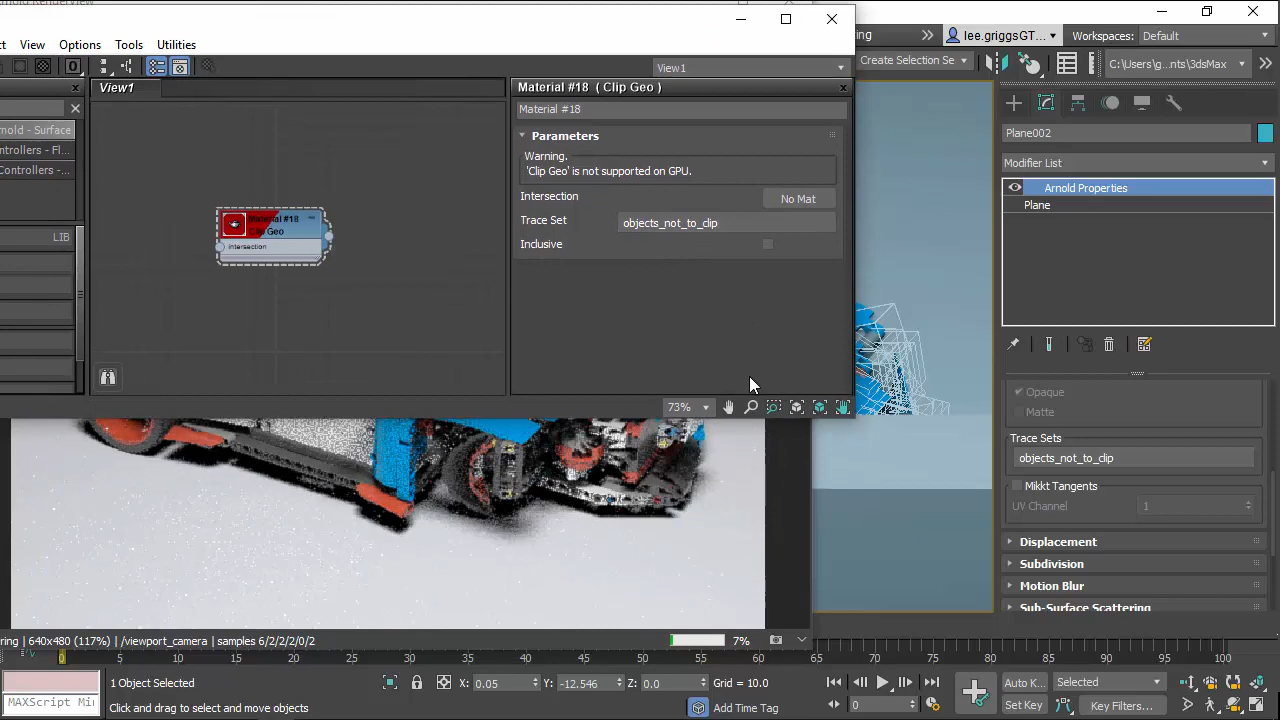 ct View Options Tools Utilities
lee.griggsGT...
Workspaces: Default
View1
Create Selection Se
C:\Users\g...nts\3dsMax
View1
Material #18 ( Clip Geo )
Material #18
Plane002
Arnold - Surface
ntrollers - Fl...
Controllers - ...
LIB
Parameters
Warning.
'Clip Geo' is not supported on GPU.
Intersection No Mat
Trace Set objects_not_to_clip
Inclusive
Material #18
Clip Geo
intersection
Modifier List
Arnold Properties
Plane
73%
Opaque
Matte
Trace Sets
objects_not_to_clip
Mikkt Tangents
UV Channel 1
Displacement
Subdivision
Motion Blur
Sub-Surface Scattering
ring | 640x480 (117%) | /viewport_camera | samples 6/2/2/2/0/2
7%
0 5 10 15 20 25 30 35 40 45 50 55 60 65 70 75 80 85 90 95 100
1 Object Selected
X: 0.05 Y: -12.546 Z: 0.0 Grid = 10.0
Auto K... Selected
MAXScript Mi
Click and drag to select and move objects
Add Time Tag
0
Set Key Key Filters...